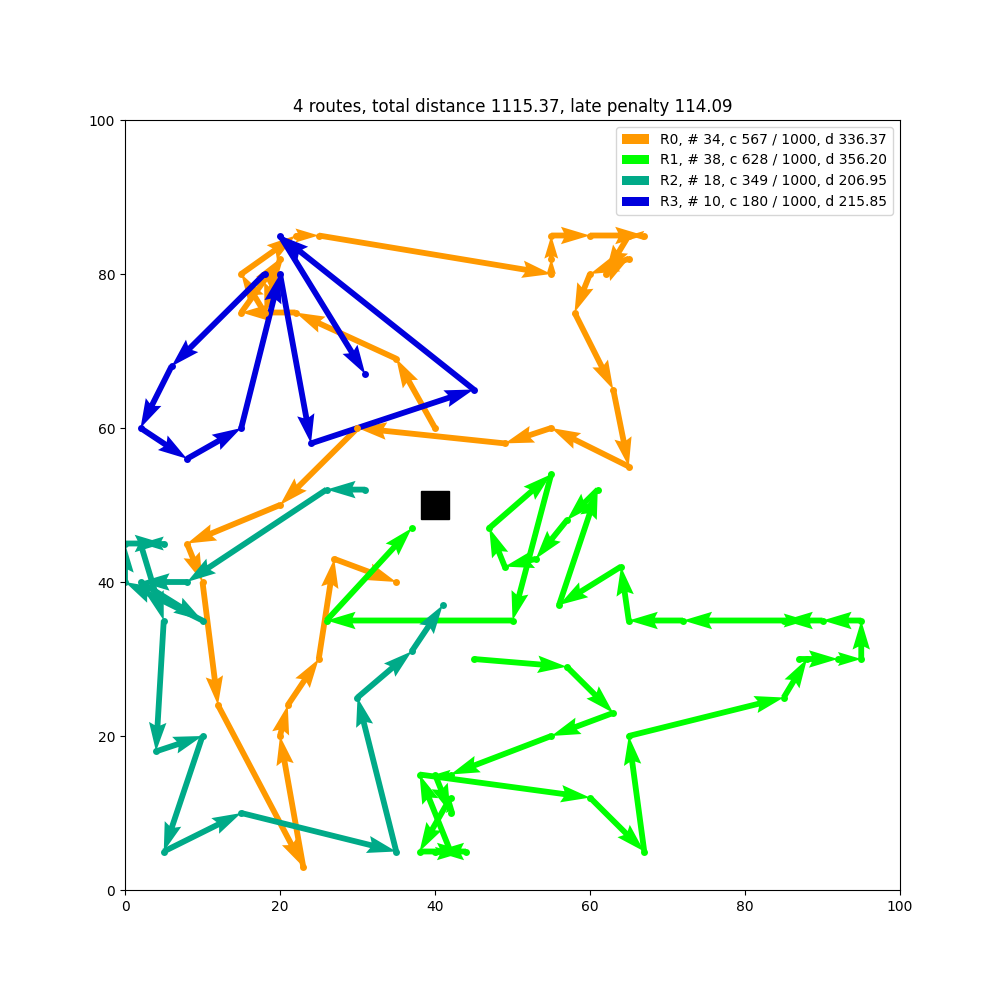 4 routes, total distance 1115.37, late penalty 114.09
R0, # 34, c 567 / 1000, d 336.37
R1, # 38, c 628 / 1000, d 356.20
R2, # 18, c 349 / 1000, d 206.95
R3, # 10, c 180 / 1000, d 215.85
100
80
60
40
20
0
0 20 40 60 80 100